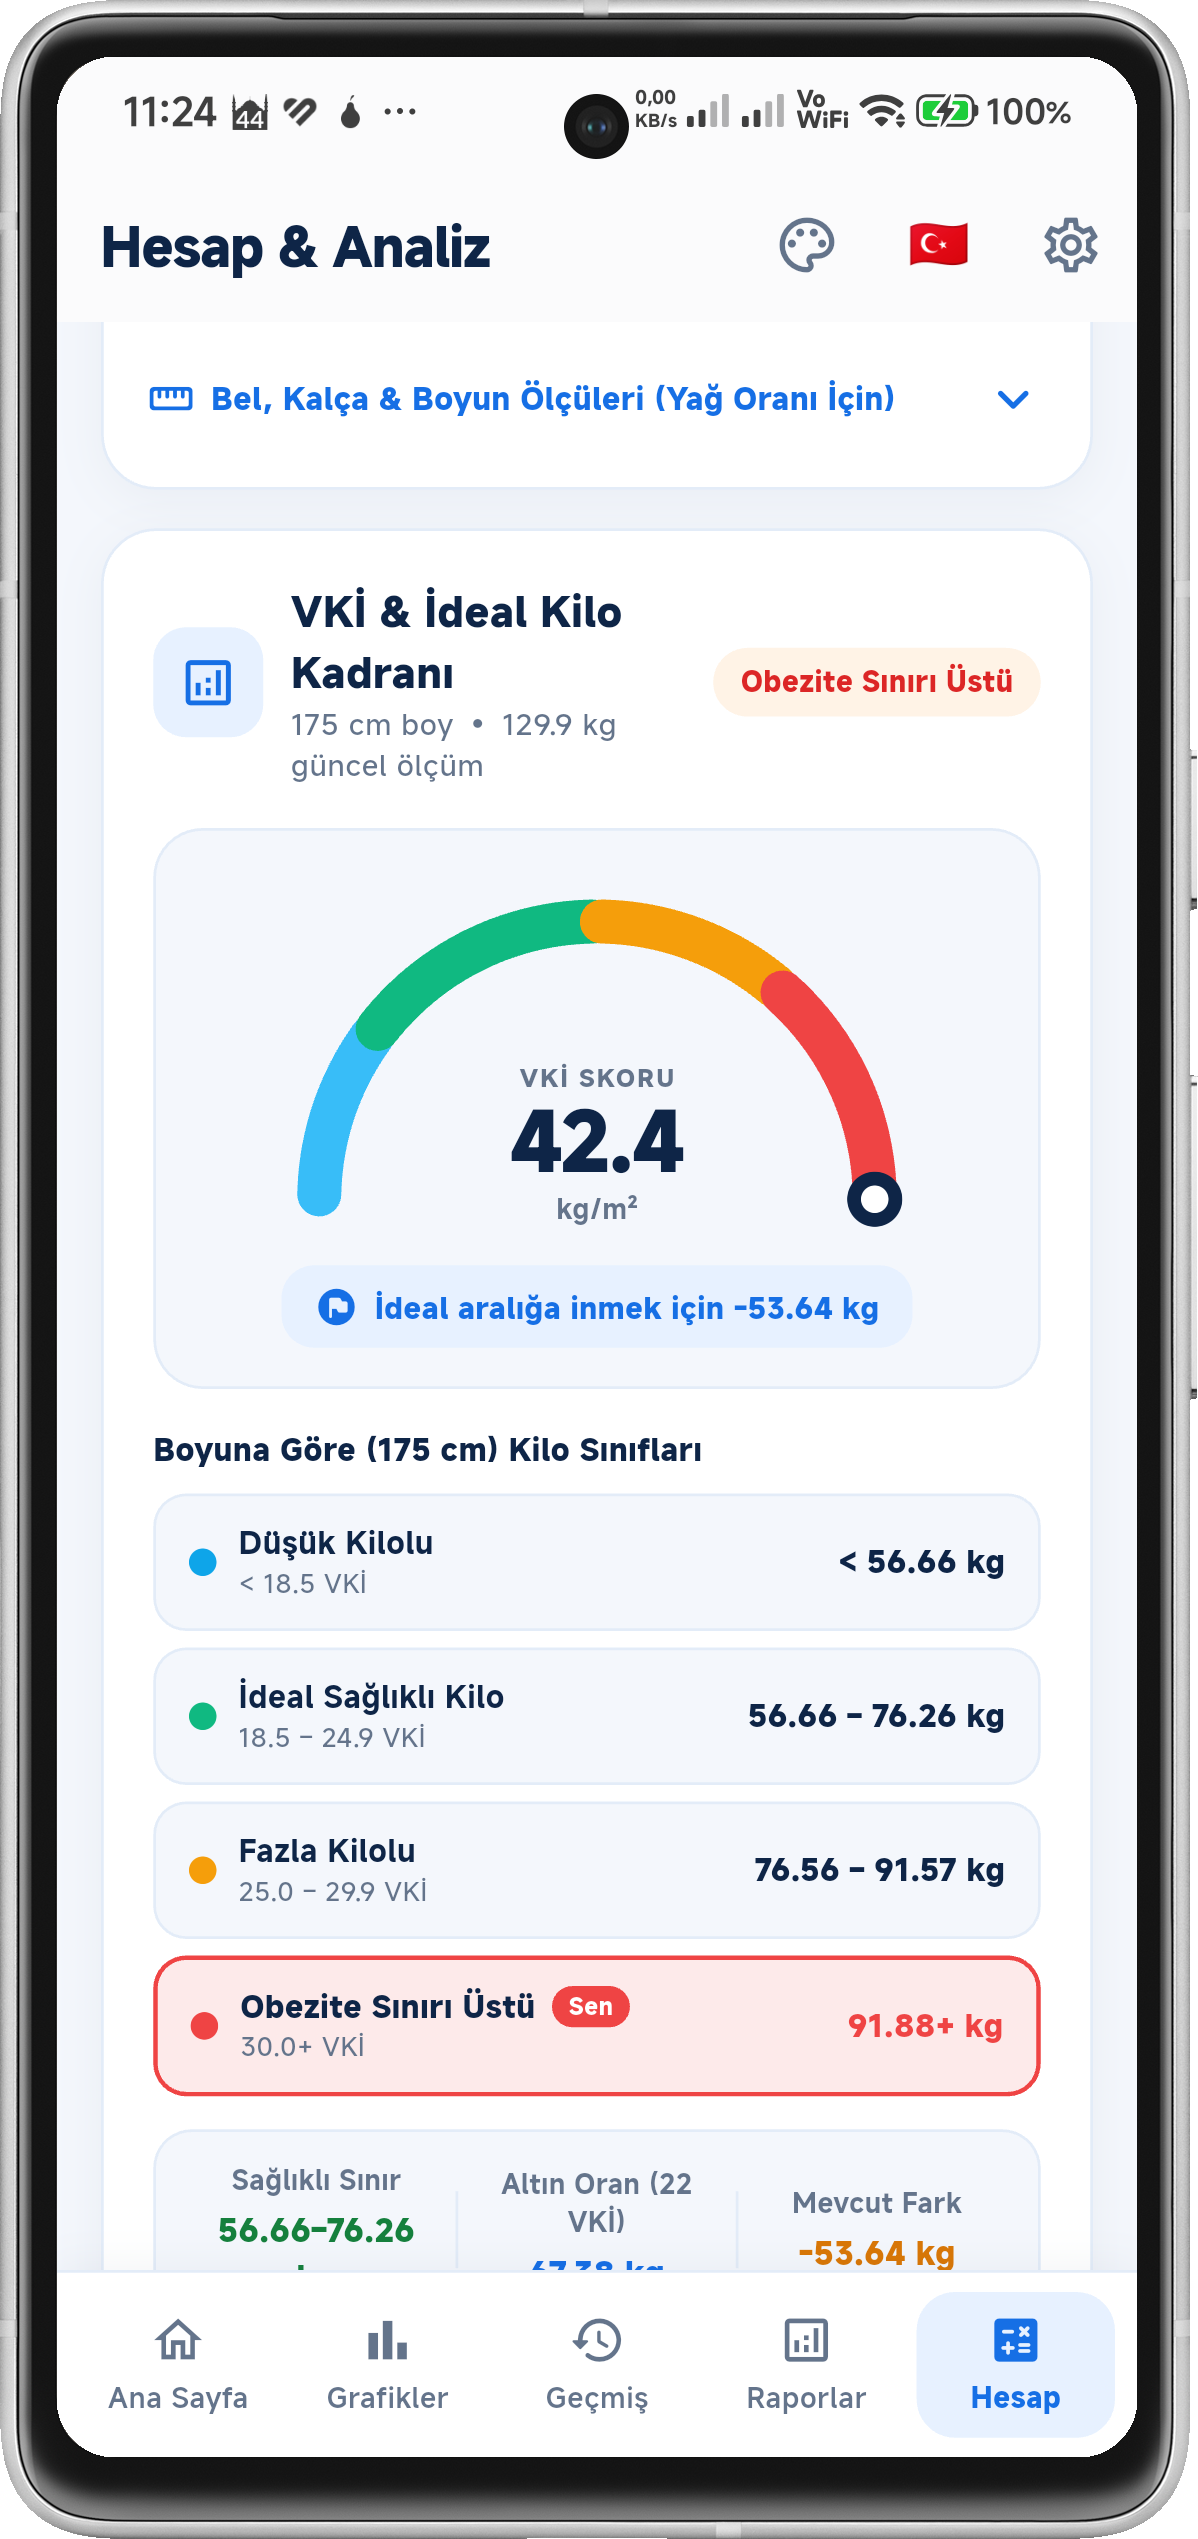 11:24 44 ... 0,00 KB/s Vo WiFi 100%
Hesap & Analiz
Bel, Kalça & Boyun Ölçüleri (Yağ Oranı İçin)
VKİ & İdeal Kilo
Kadranı
Obezite Sınırı Üstü
175 cm boy • 129.9 kg
güncel ölçüm
VKİ SKORU
42.4
kg/m²
İdeal aralığa inmek için -53.64 kg
Boyuna Göre (175 cm) Kilo Sınıfları
Düşük Kilolu
< 18.5 VKİ
< 56.66 kg
İdeal Sağlıklı Kilo
18.5 – 24.9 VKİ
56.66 – 76.26 kg
Fazla Kilolu
25.0 – 29.9 VKİ
76.56 – 91.57 kg
Obezite Sınırı Üstü Sen
30.0+ VKİ
91.88+ kg
Sağlıklı Sınır
56.66–76.26
Altın Oran (22
VKİ)
67.38 kg
Mevcut Fark
-53.64 kg
Ana Sayfa
Grafikler
Geçmiş
Raporlar
Hesap